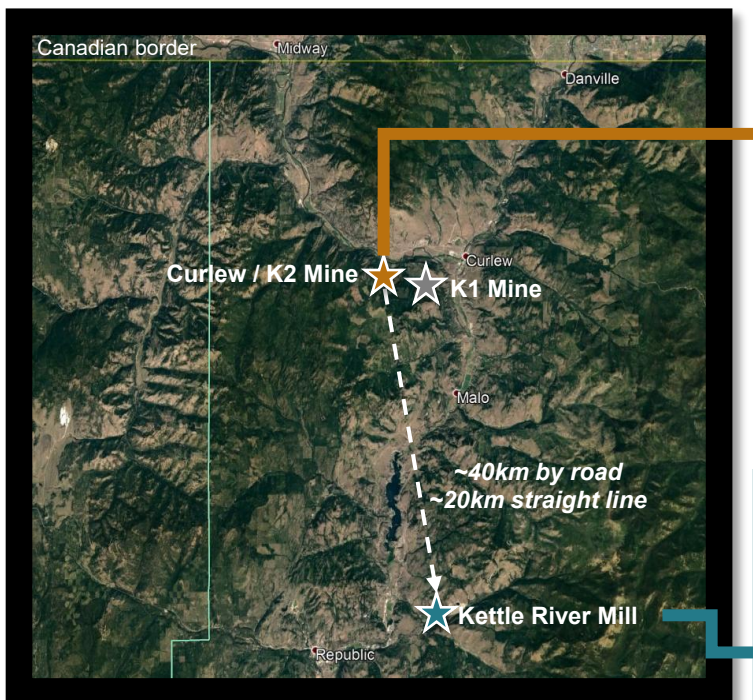 Canadian border
Midway
Danville
Curlew
Curlew / K2 Mine
K1 Mine
Malo
~40km by road
~20km straight line
Kettle River Mill
Republic